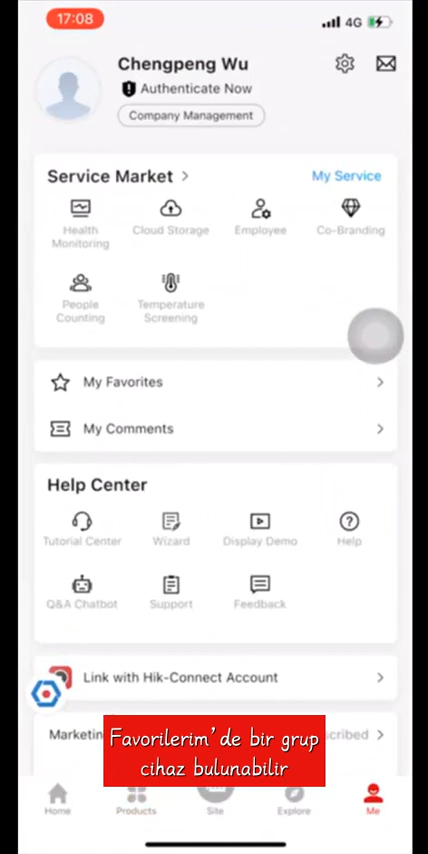 17:08
4G
Chengpeng Wu
Authenticate Now
Company Management
Service Market
My Service
Health Monitoring
Cloud Storage
Employee
Co-Branding
People Counting
Temperature Screening
My Favorites
My Comments
Help Center
Tutorial Center
Wizard
Display Demo
Help
Q&A Chatbot
Support
Feedback
Link with Hik-Connect Account
Favorilerim'de bir grup
cihaz bulunabilir
Home
Products
Site
Explore
Me